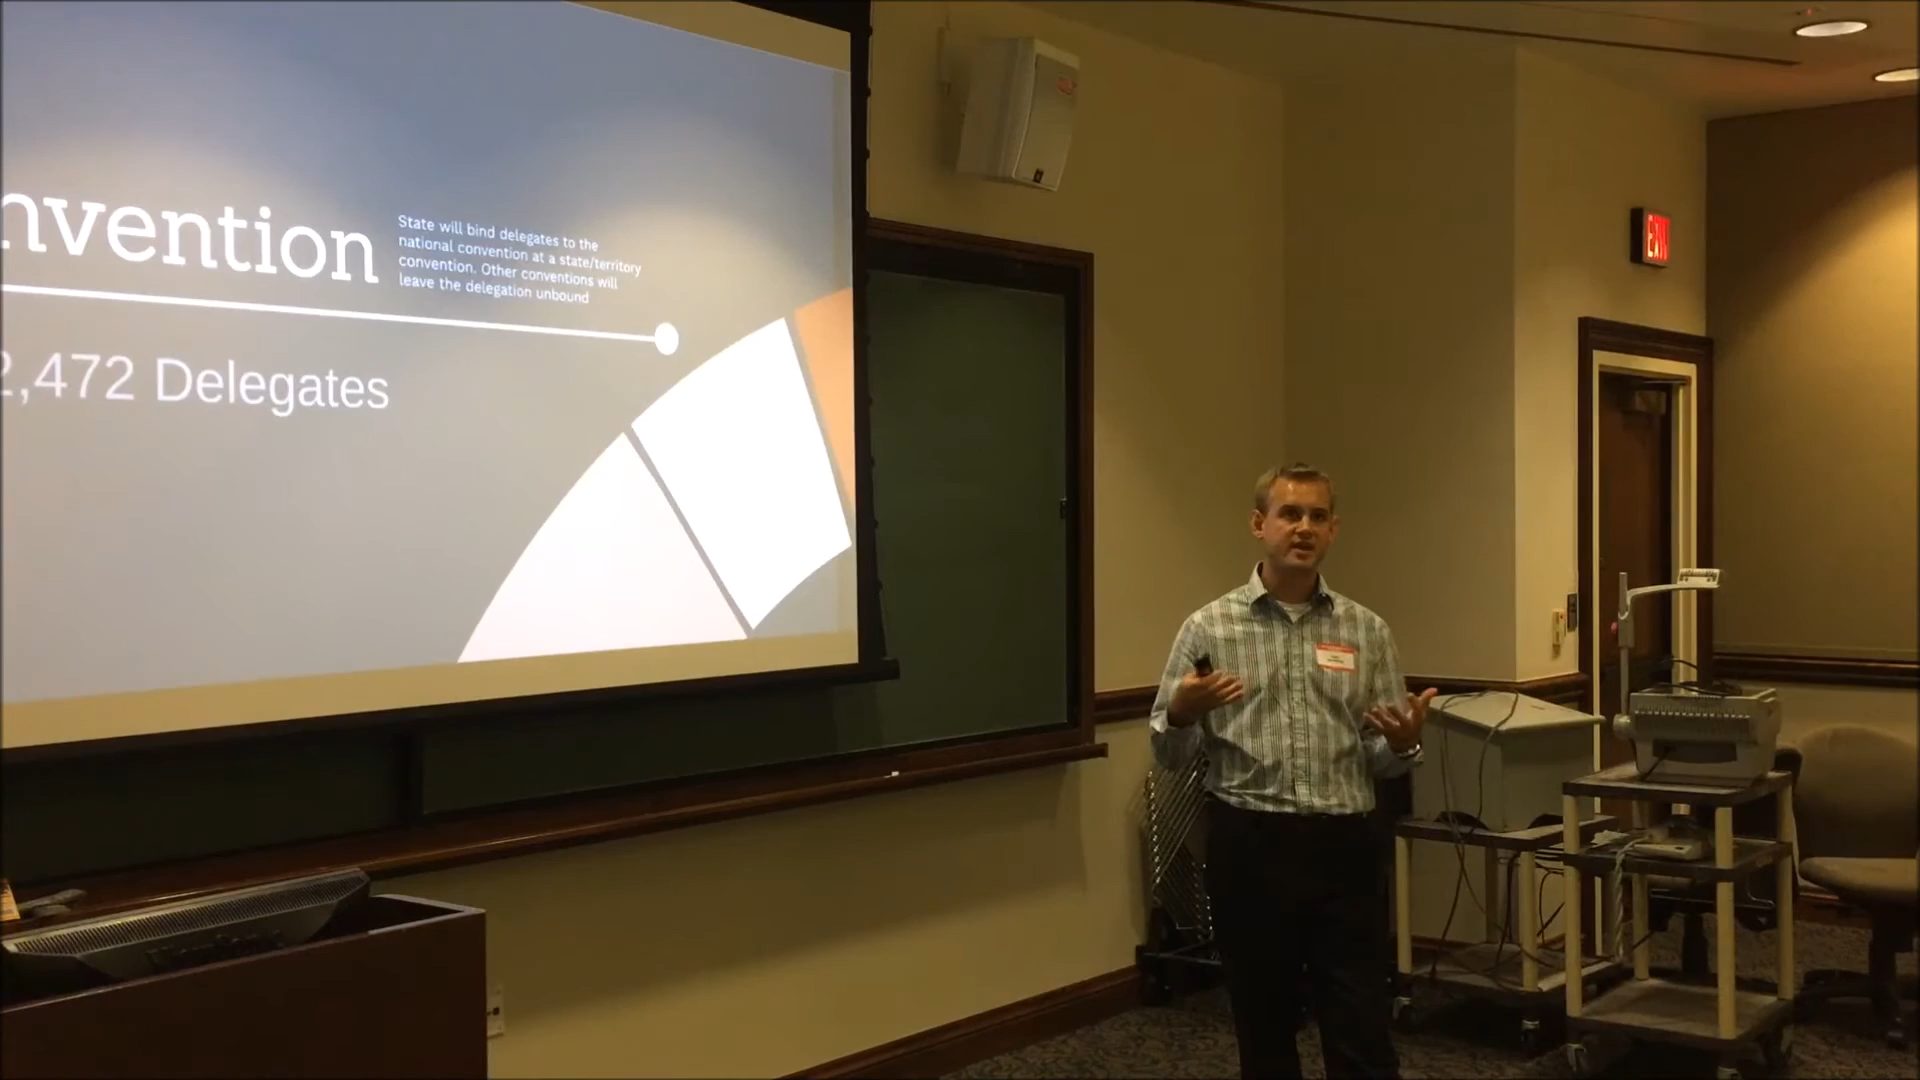 nvention
State will bind delegates to the
national convention at a state/territory
convention. Other conventions will
leave the delegation unbound
2,472 Delegates
EXIT